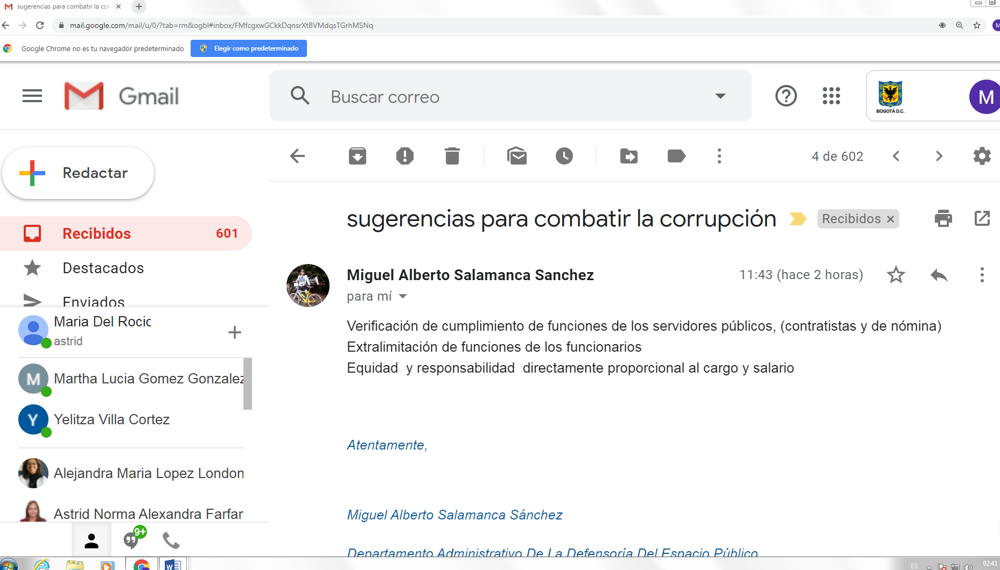 sugerencias para combatir la cor
mail.google.com/mail/u/0/?tab=rm&ogbl#inbox/FMfcgxwGCkkDqnsrXtBVMdqsTGrhMSNq
M
Google Chrome no es tu navegador predeterminado
Elegir como predeterminado
Gmail
Buscar correo
BOGOTÁ D.C.
M
Redactar
4 de 602
Recibidos 601
Destacados
Enviados
sugerencias para combatir la corrupción
Recibidos
Miguel Alberto Salamanca Sanchez
11:43 (hace 2 horas)
para mí
Verificación de cumplimiento de funciones de los servidores públicos, (contratistas y de nómina)
Extralimitación de funciones de los funcionarios
Equidad y responsabilidad directamente proporcional al cargo y salario
Atentamente,
Miguel Alberto Salamanca Sánchez
Departamento Administrativo De La Defensoría Del Espacio Público
Maria Del Rocio
astrid
M
Martha Lucia Gomez Gonzalez
Y
Yelitza Villa Cortez
Alejandra Maria Lopez London
Astrid Norma Alexandra Farfar
9+
W
ES
02:41